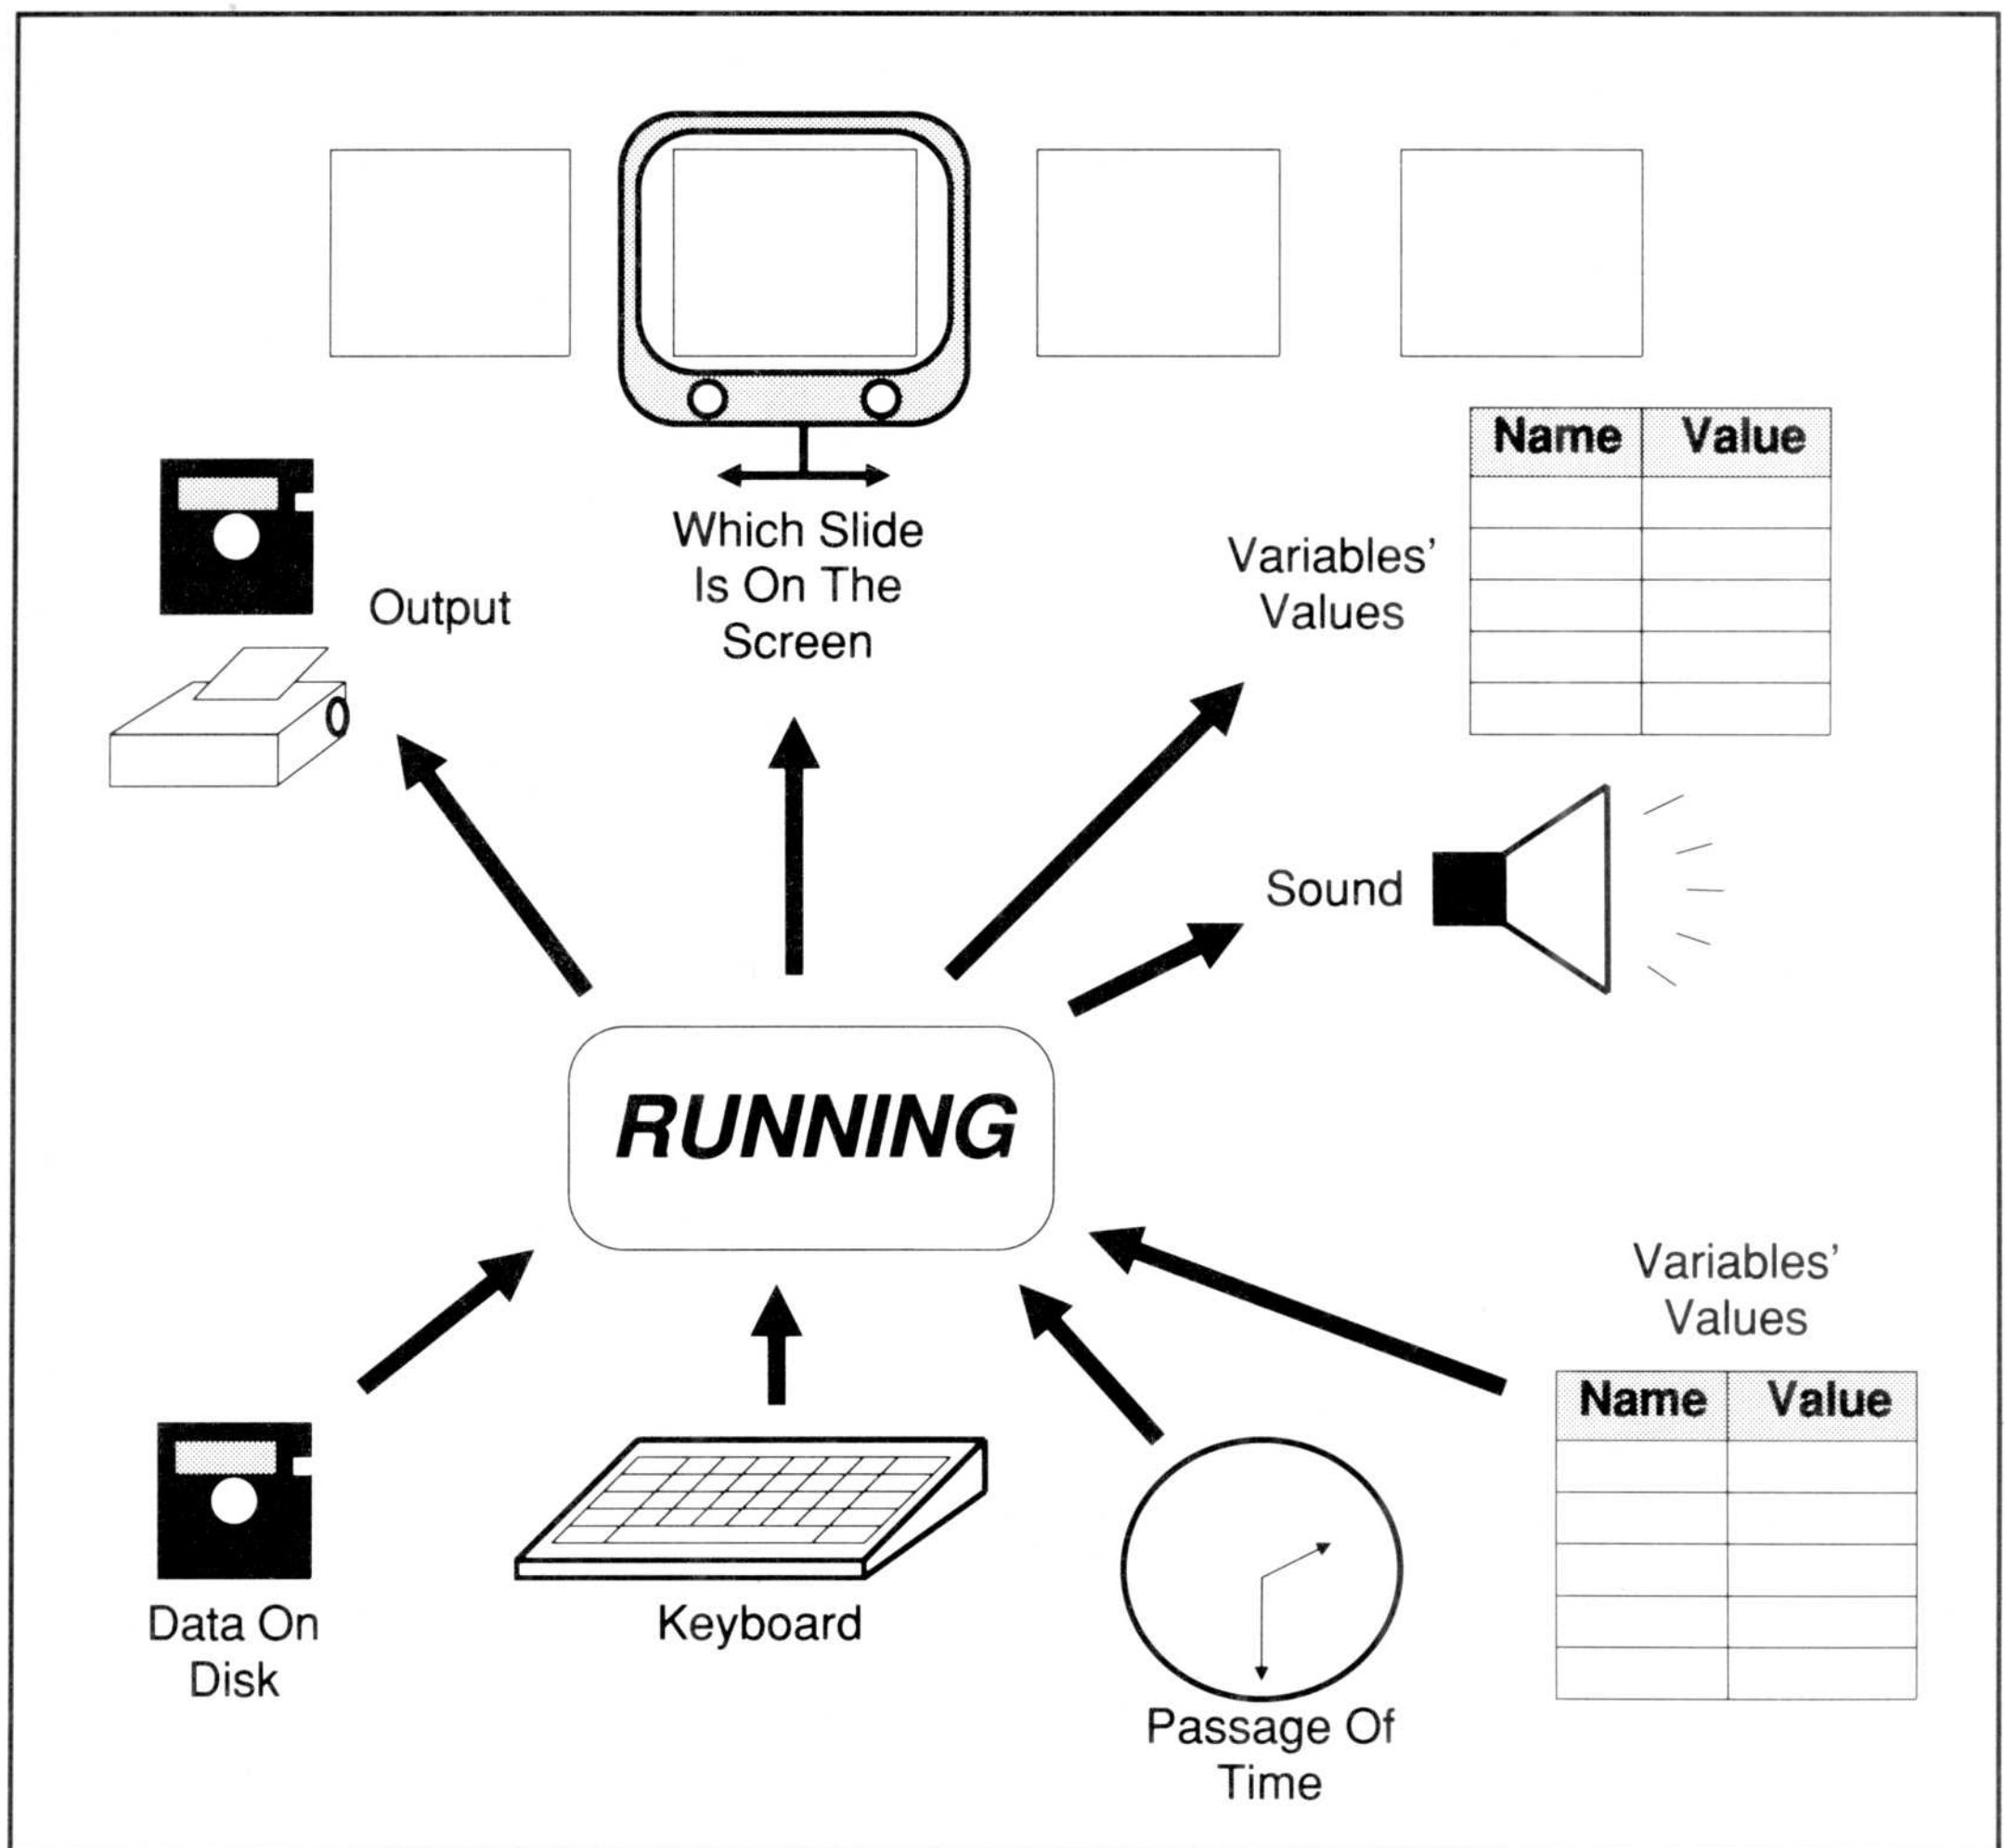 Name Value
Which Slide
Is On The
Screen
Output
Variables'
Values
Sound
RUNNING
Variables'
Values
Name Value
Data On
Disk
Keyboard
Passage Of
Time